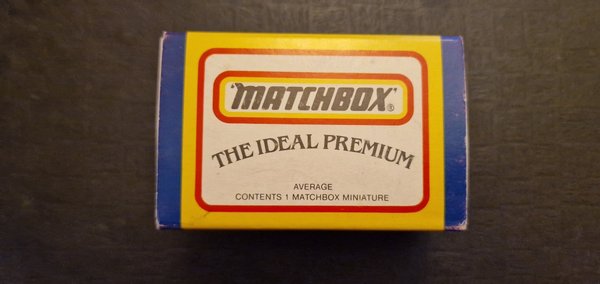 "MATCHBOX"®
THE IDEAL PREMIUM
AVERAGE
CONTENTS 1 MATCHBOX MINIATURE